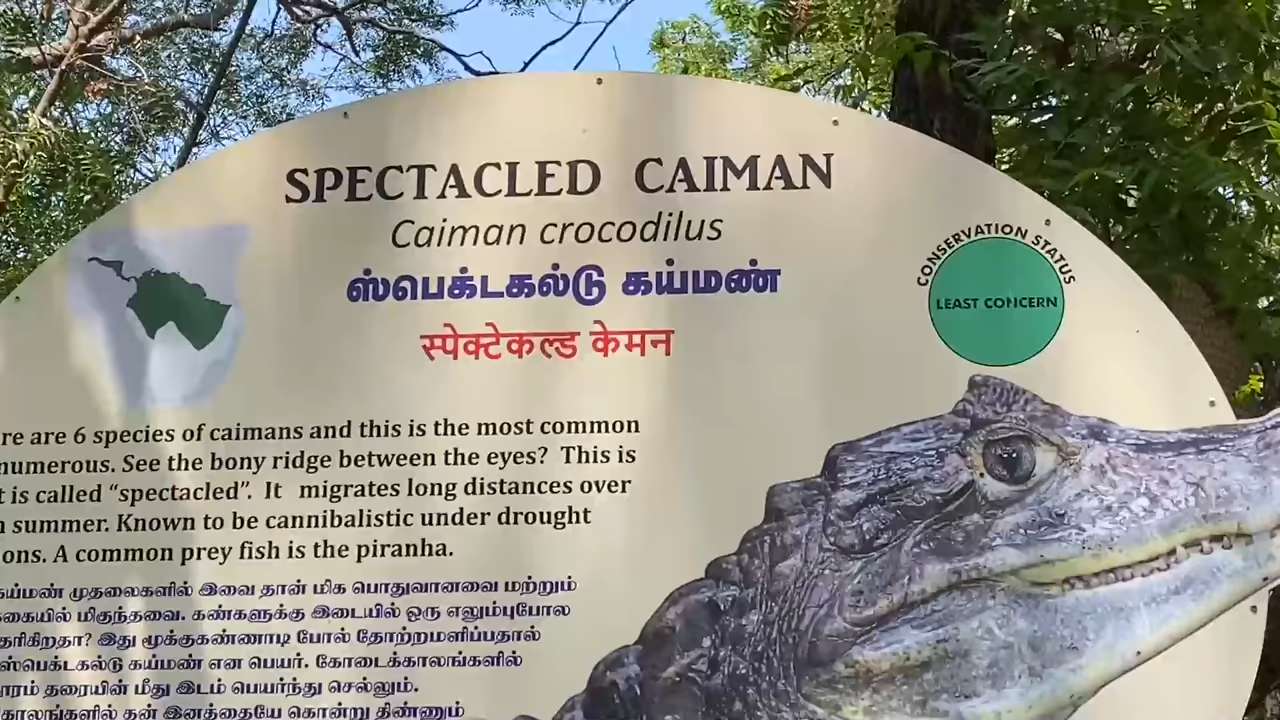 SPECTACLED CAIMAN
Caiman crocodilus
ஸ்பெக்டகல்டு கய்மண்
स्पेक्टेकल्ड केमन
CONSERVATION STATUS
LEAST CONCERN
re are 6 species of caimans and this is the most common
numerous. See the bony ridge between the eyes? This is
t is called “spectacled”. It migrates long distances over
n summer. Known to be cannibalistic under drought
ons. A common prey fish is the piranha.
கய்மண் முதலைகளில் இவை தான் மிக பொதுவானவை மற்றும்
கையில் மிகுந்தவை. கண்களுக்கு இடையில் ஒரு எலும்புபோல
தரிகிறதா? இது மூக்குகண்ணாடி போல் தோற்றமளிப்பதால்
ஸ்பெக்டகல்டு கய்மண் என பெயர். கோடைக்காலங்களில்
தூரம் தரையின் மீது இடம் பெயர்ந்து செல்லும்.
காலங்களில் தன் இனத்தையே கொன்று திண்ணும்